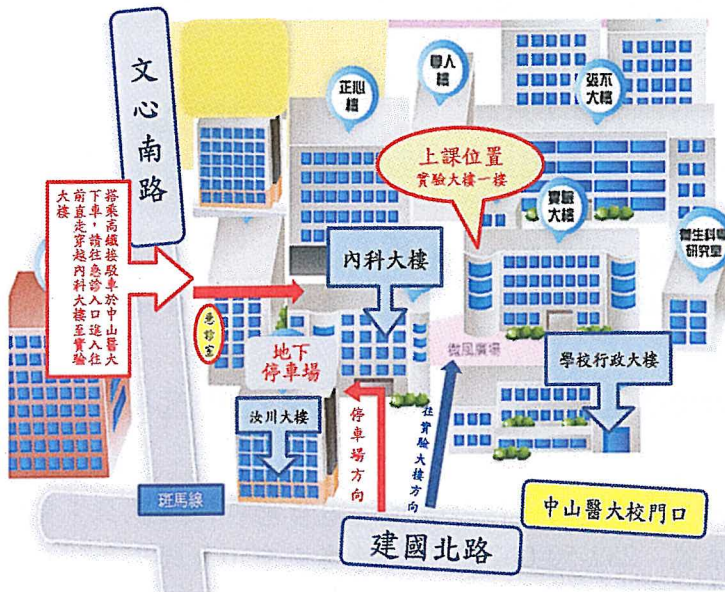 文心南路
正心
樓
學人
樓
張不
大樓
上課位置
實驗大樓一樓
實驗
大樓
養生科學
研究室
搭乘高鐵接駁車於中山醫大
下車，請往急診入口進入往
前直走穿越內科大樓至實驗
大樓
急診室
內科大樓
地下
停車場
微風廣場
學校行政大樓
汝川大樓
停車場方向
往實驗大樓方向
斑馬線
中山醫大校門口
建國北路